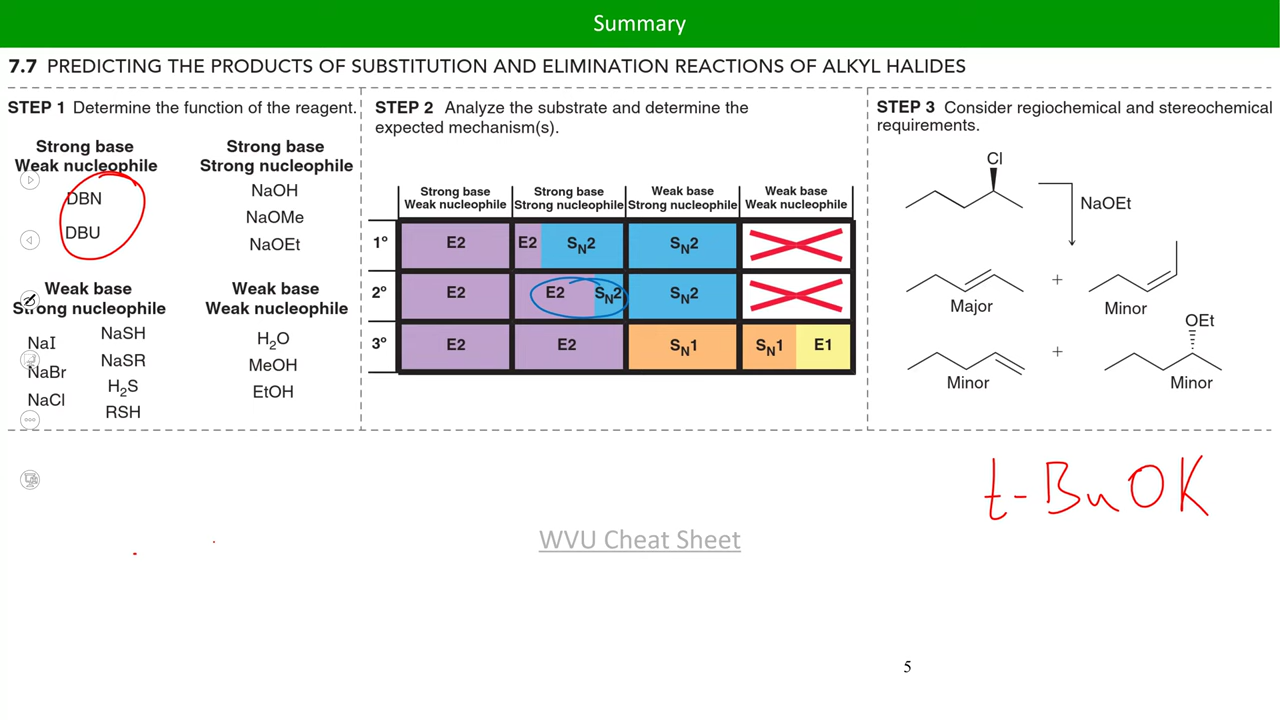 Summary
7.7 PREDICTING THE PRODUCTS OF SUBSTITUTION AND ELIMINATION REACTIONS OF ALKYL HALIDES
STEP 1 Determine the function of the reagent.
Strong base
Weak nucleophile
DBN
DBU
Strong base
Strong nucleophile
NaOH
NaOMe
NaOEt
Weak base
Strong nucleophile
NaI
NaBr
NaCl
NaSH
NaSR
H2S
RSH
Weak base
Weak nucleophile
H2O
MeOH
EtOH
STEP 2 Analyze the substrate and determine the
expected mechanism(s).
Strong base Strong base Weak base Weak base
Weak nucleophile Strong nucleophile Strong nucleophile Weak nucleophile
1° E2 E2 SN2 SN2
2° E2 E2 SN2 SN2
3° E2 E2 SN1 SN1 E1
STEP 3 Consider regiochemical and stereochemical
requirements.
Cl
NaOEt
+
Major Minor
OEt
+
Minor Minor
t-BuOK
WVU Cheat Sheet
5